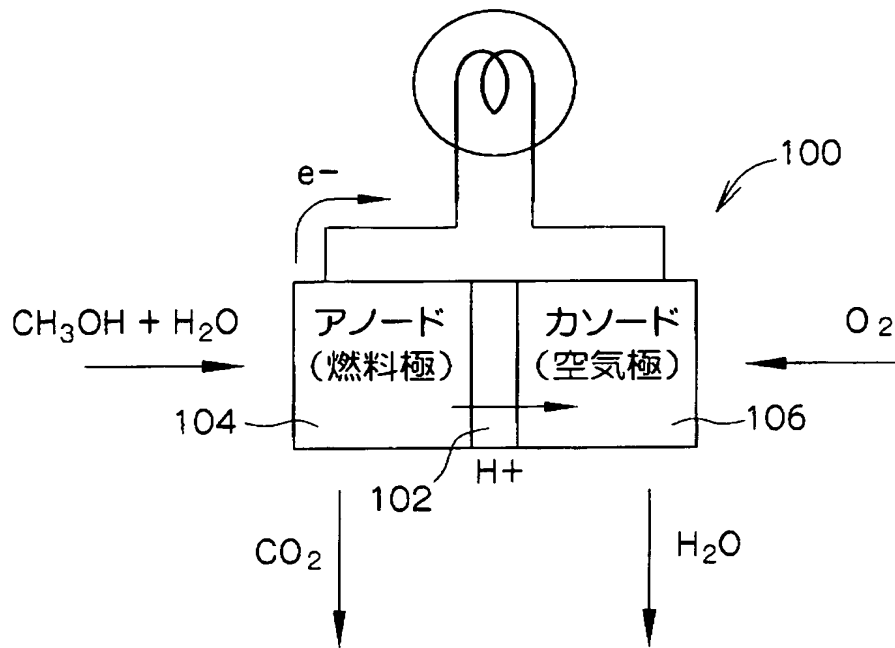 100
e-
CH₃OH + H₂O
アノード
(燃料極)
カソード
(空気極)
O₂
104
102
H+
106
CO₂
H₂O